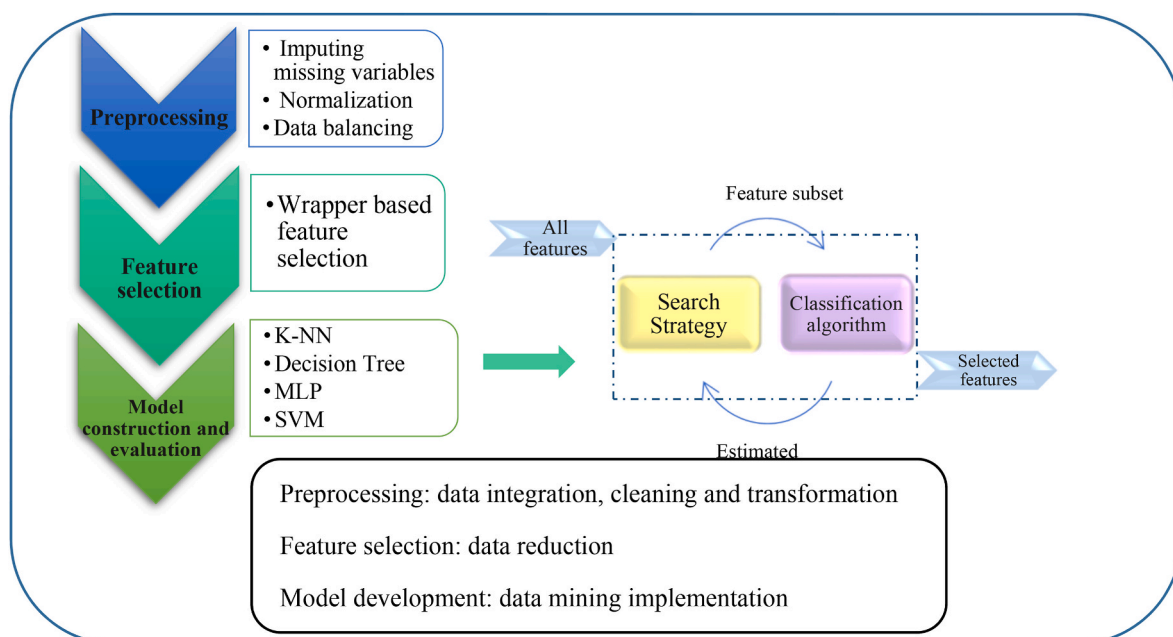 Preprocessing
• Imputing
missing variables
• Normalization
• Data balancing
Feature
selection
• Wrapper based
feature
selection
Model
construction and
evaluation
• K-NN
• Decision Tree
• MLP
• SVM
All
features
Feature subset
Search
Strategy
Classification
algorithm
Selected
features
Estimated
Preprocessing: data integration, cleaning and transformation
Feature selection: data reduction
Model development: data mining implementation